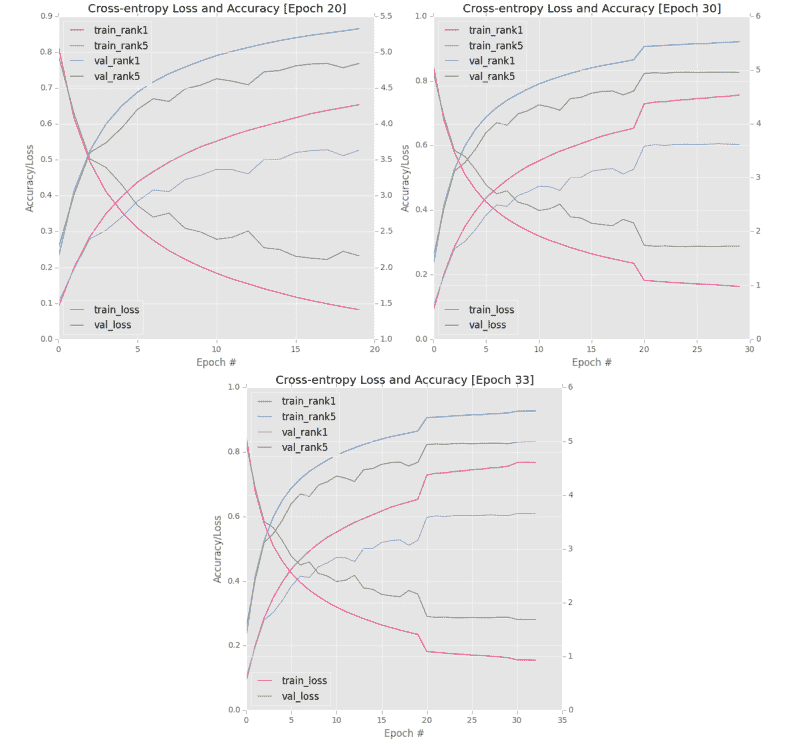 Cross-entropy Loss and Accuracy [Epoch 20]
0.9
0.8
0.7
0.6
0.5
0.4
0.3
0.2
0.1
0.0
Accuracy/Loss
train_rank1
train_rank5
val_rank1
val_rank5
train_loss
val_loss
5.5
5.0
4.5
4.0
3.5
3.0
2.5
2.0
1.5
1.0
0 5 10 15 20
Epoch #
Cross-entropy Loss and Accuracy [Epoch 30]
1.0
0.8
0.6
0.4
0.2
0.0
Accuracy/Loss
train_rank1
train_rank5
val_rank1
val_rank5
train_loss
val_loss
6
5
4
3
2
1
0
0 5 10 15 20 25 30
Epoch #
Cross-entropy Loss and Accuracy [Epoch 33]
1.0
0.8
0.6
0.4
0.2
0.0
Accuracy/Loss
train_rank1
train_rank5
val_rank1
val_rank5
train_loss
val_loss
6
5
4
3
2
1
0
0 5 10 15 20 25 30 35
Epoch #